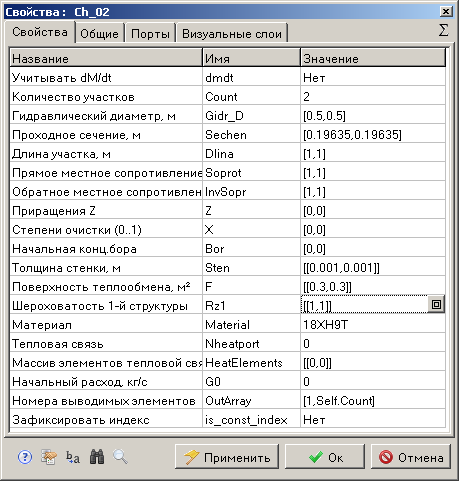 Свойства: Ch_02
Свойства Общие Порты Визуальные слои Σ
Название Имя Значение
Учитывать dM/dt dmdt Нет
Количество участков Count 2
Гидравлический диаметр, м Gidr_D [0.5,0.5]
Проходное сечение, м Sechen [0.19635,0.19635]
Длина участка, м Dlina [1,1]
Прямое местное сопротивление Soprot [1,1]
Обратное местное сопротивлен InvSopr [1,1]
Приращения Z Z [0,0]
Степени очистки (0..1) X [0,0]
Начальная конц.бора Bor [0,0]
Толщина стенки, м Sten [[0.001,0.001]]
Поверхность теплообмена, м² F [[0.3,0.3]]
Шероховатость 1-й структуры Rz1 [[1,1]]
Материал Material 18ХН9Т
Тепловая связь Nheatport 0
Массив элементов тепловой свя HeatElements [[0,0]]
Начальный расход, кг/с G0 0
Номера выводимых элементов OutArray [1,Self.Count]
Зафиксировать индекс is_const_index Нет
Применить Ок Отмена